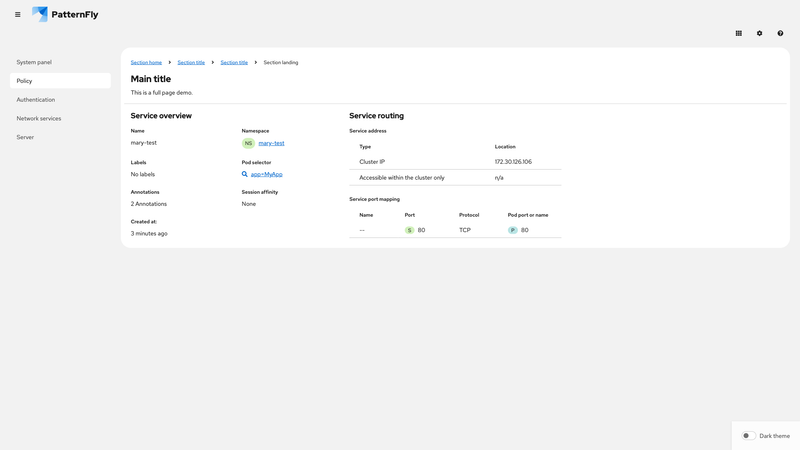 PatternFly
System panel
Policy
Authentication
Network services
Server
Section home Section title Section title Section landing
Main title
This is a full page demo.
Service overview
Name
mary-test
Namespace
NS mary-test
Labels
No labels
Pod selector
app=MyApp
Annotations
2 Annotations
Session affinity
None
Created at:
3 minutes ago
Service routing
Service address
Type Location
Cluster IP 172.30.126.106
Accessible within the cluster only n/a
Service port mapping
Name Port Protocol Pod port or name
-- S 80 TCP P 80
Dark theme